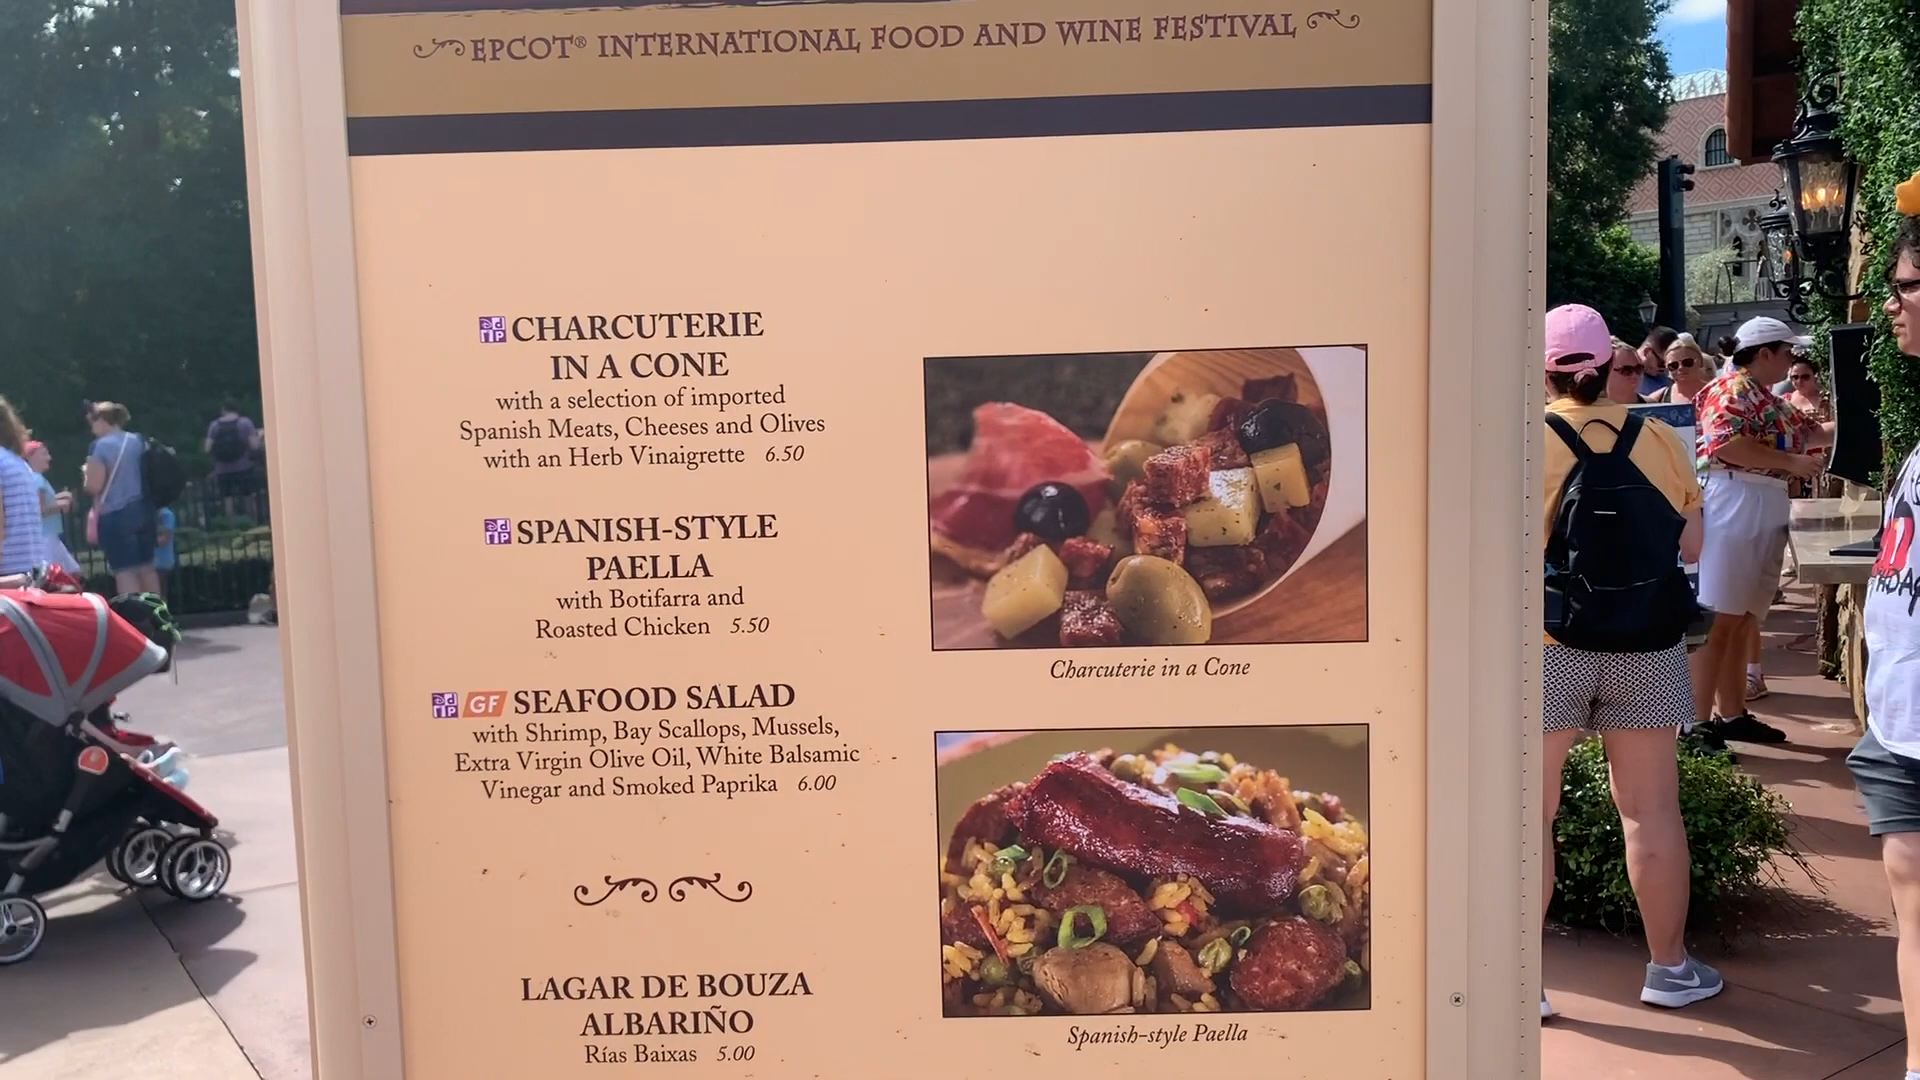 EPCOT® INTERNATIONAL FOOD AND WINE FESTIVAL
CHARCUTERIE
IN A CONE
with a selection of imported
Spanish Meats, Cheeses and Olives
with an Herb Vinaigrette 6.50
SPANISH-STYLE
PAELLA
with Botifarra and
Roasted Chicken 5.50
GF SEAFOOD SALAD
with Shrimp, Bay Scallops, Mussels,
Extra Virgin Olive Oil, White Balsamic
Vinegar and Smoked Paprika 6.00
LAGAR DE BOUZA
ALBARIÑO
Rías Baixas 5.00
Charcuterie in a Cone
Spanish-style Paella